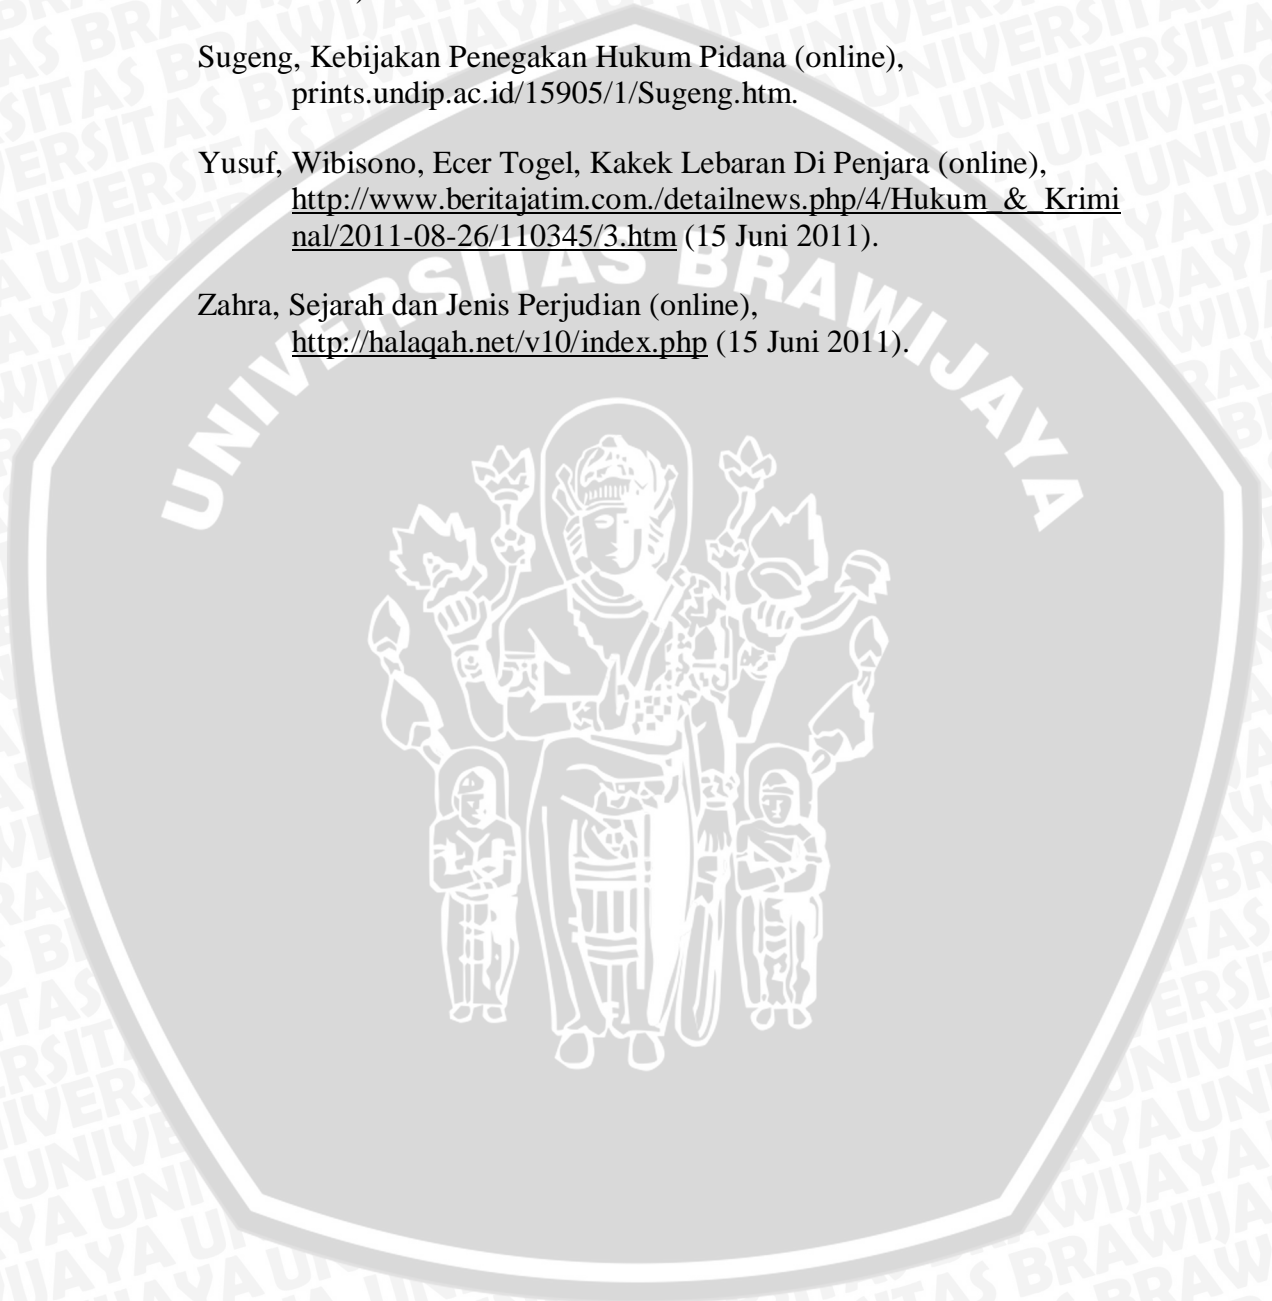 Sugeng, Kebijakan Penegakan Hukum Pidana (online),
prints.undip.ac.id/15905/1/Sugeng.htm.
Yusuf, Wibisono, Ecer Togel, Kakek Lebaran Di Penjara (online),
http://www.beritajatim.com./detailnews.php/4/Hukum_&_Krimi
nal/2011-08-26/110345/3.htm (15 Juni 2011).
Zahra, Sejarah dan Jenis Perjudian (online),
http://halaqah.net/v10/index.php (15 Juni 2011).
UNIVERSITAS BRAWIJAYA